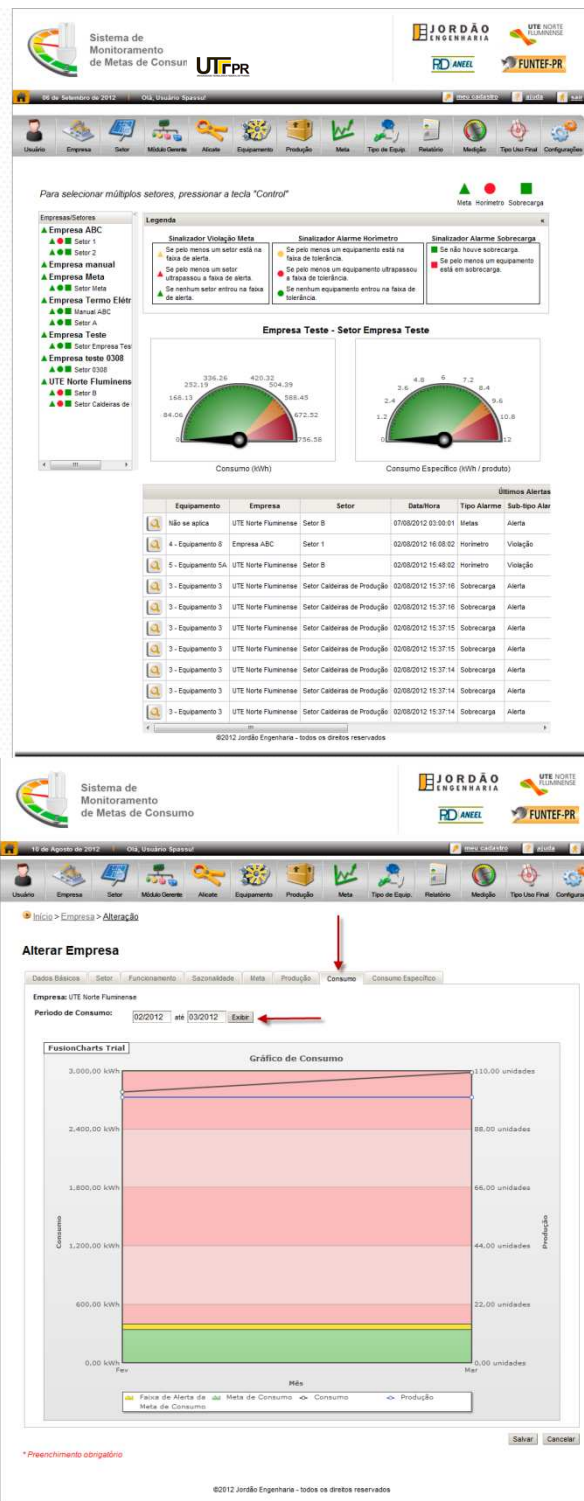 Sistema de
Monitoramento
de Metas de Consum
UTFPR
JORDÃO
ENGENHARIA
UTE NORTE
FLUMINENSE
P&D ANEEL
FUNTEF-PR
06 de Setembro de 2012 | Olá, Usuário Spassu!
meu cadastro ajuda sair
Usuário Empresa Setor Módulo Gerente Alicate Equipamento Produção Meta Tipo de Equip. Relatório Medição Tipo Uso Final Configurações
Para selecionar múltiplos setores, pressionar a tecla "Control"
Meta Horímetro Sobrecarga
Empresas/Setores
Empresa ABC
Setor 1
Setor 2
Empresa manual
Empresa Meta
Setor Meta
Empresa Termo Elétr
Manual ABC
Setor A
Empresa Teste
Setor Empresa Tes
Empresa teste 0308
Setor 0308
UTE Norte Fluminens
Setor B
Setor Caldeiras de
Legenda «
Sinalizador Violação Meta
Se pelo menos um setor está na
faixa de alerta.
Se pelo menos um setor
ultrapassou a faixa de alerta.
Se nenhum setor entrou na faixa
de alerta.
Sinalizador Alarme Horímetro
Se pelo menos um equipamento está na
faixa de tolerância.
Se pelo menos um equipamento ultrapassou
a faixa de tolerância.
Se nenhum equipamento entrou na faixa de
tolerância.
Sinalizador Alarme Sobrecarga
Se não houve sobrecarga.
Se pelo menos um equipamento
está em sobrecarga.
Empresa Teste - Setor Empresa Teste
0 84.06 168.13 252.19 336.26 420.32 504.39 588.45 672.52 756.58
Consumo (kWh)
0 1.2 2.4 2.6 4.8 6 7.2 8.4 9.6 10.8 12
Consumo Específico (kWh / produto)
Últimos Alertas
Equipamento Empresa Setor Data/Hora Tipo Alarme Sub-tipo Alar
Não se aplica UTE Norte Fluminense Setor B 07/08/2012 03:00:01 Metas Alerta
4 - Equipamento 8 Empresa ABC Setor 1 02/08/2012 16:08:02 Horímetro Violação
5 - Equipamento 5A UTE Norte Fluminense Setor B 02/08/2012 15:48:02 Horímetro Violação
3 - Equipamento 3 UTE Norte Fluminense Setor Caldeiras de Produção 02/08/2012 15:37:16 Sobrecarga Alerta
3 - Equipamento 3 UTE Norte Fluminense Setor Caldeiras de Produção 02/08/2012 15:37:16 Sobrecarga Alerta
3 - Equipamento 3 UTE Norte Fluminense Setor Caldeiras de Produção 02/08/2012 15:37:15 Sobrecarga Alerta
3 - Equipamento 3 UTE Norte Fluminense Setor Caldeiras de Produção 02/08/2012 15:37:15 Sobrecarga Alerta
3 - Equipamento 3 UTE Norte Fluminense Setor Caldeiras de Produção 02/08/2012 15:37:14 Sobrecarga Alerta
3 - Equipamento 3 UTE Norte Fluminense Setor Caldeiras de Produção 02/08/2012 15:37:14 Sobrecarga Alerta
3 - Equipamento 3 UTE Norte Fluminense Setor Caldeiras de Produção 02/08/2012 15:37:14 Sobrecarga Alerta
©2012 Jordão Engenharia - todos os direitos reservados
Sistema de
Monitoramento
de Metas de Consumo
JORDÃO
ENGENHARIA
UTE NORTE
FLUMINENSE
P&D ANEEL
FUNTEF-PR
10 de Agosto de 2012 | Olá, Usuário Spassu!
meu cadastro ajuda
Usuário Empresa Setor Módulo Gerente Alicate Equipamento Produção Meta Tipo de Equip. Relatório Medição Tipo Uso Final Configura
Início > Empresa > Alteração
Alterar Empresa
Dados Básicos Setor Funcionamento Sazonalidade Meta Produção Consumo Consumo Específico
Empresa: UTE Norte Fluminense
Período de Consumo: 02/2012 até 03/2012 Exibir
FusionCharts Trial
Gráfico de Consumo
3.000,00 kWh 110,00 unidades
2.400,00 kWh 88,00 unidades
1.800,00 kWh 66,00 unidades
Consumo
Produção
1.200,00 kWh 44,00 unidades
600,00 kWh 22,00 unidades
0,00 kWh 0,00 unidades
Fev Mar
Mês
Faixa de Alerta da Meta de Consumo Meta de Consumo Consumo Produção
Salvar Cancelar
* Preenchimento obrigatório
©2012 Jordão Engenharia - todos os direitos reservados